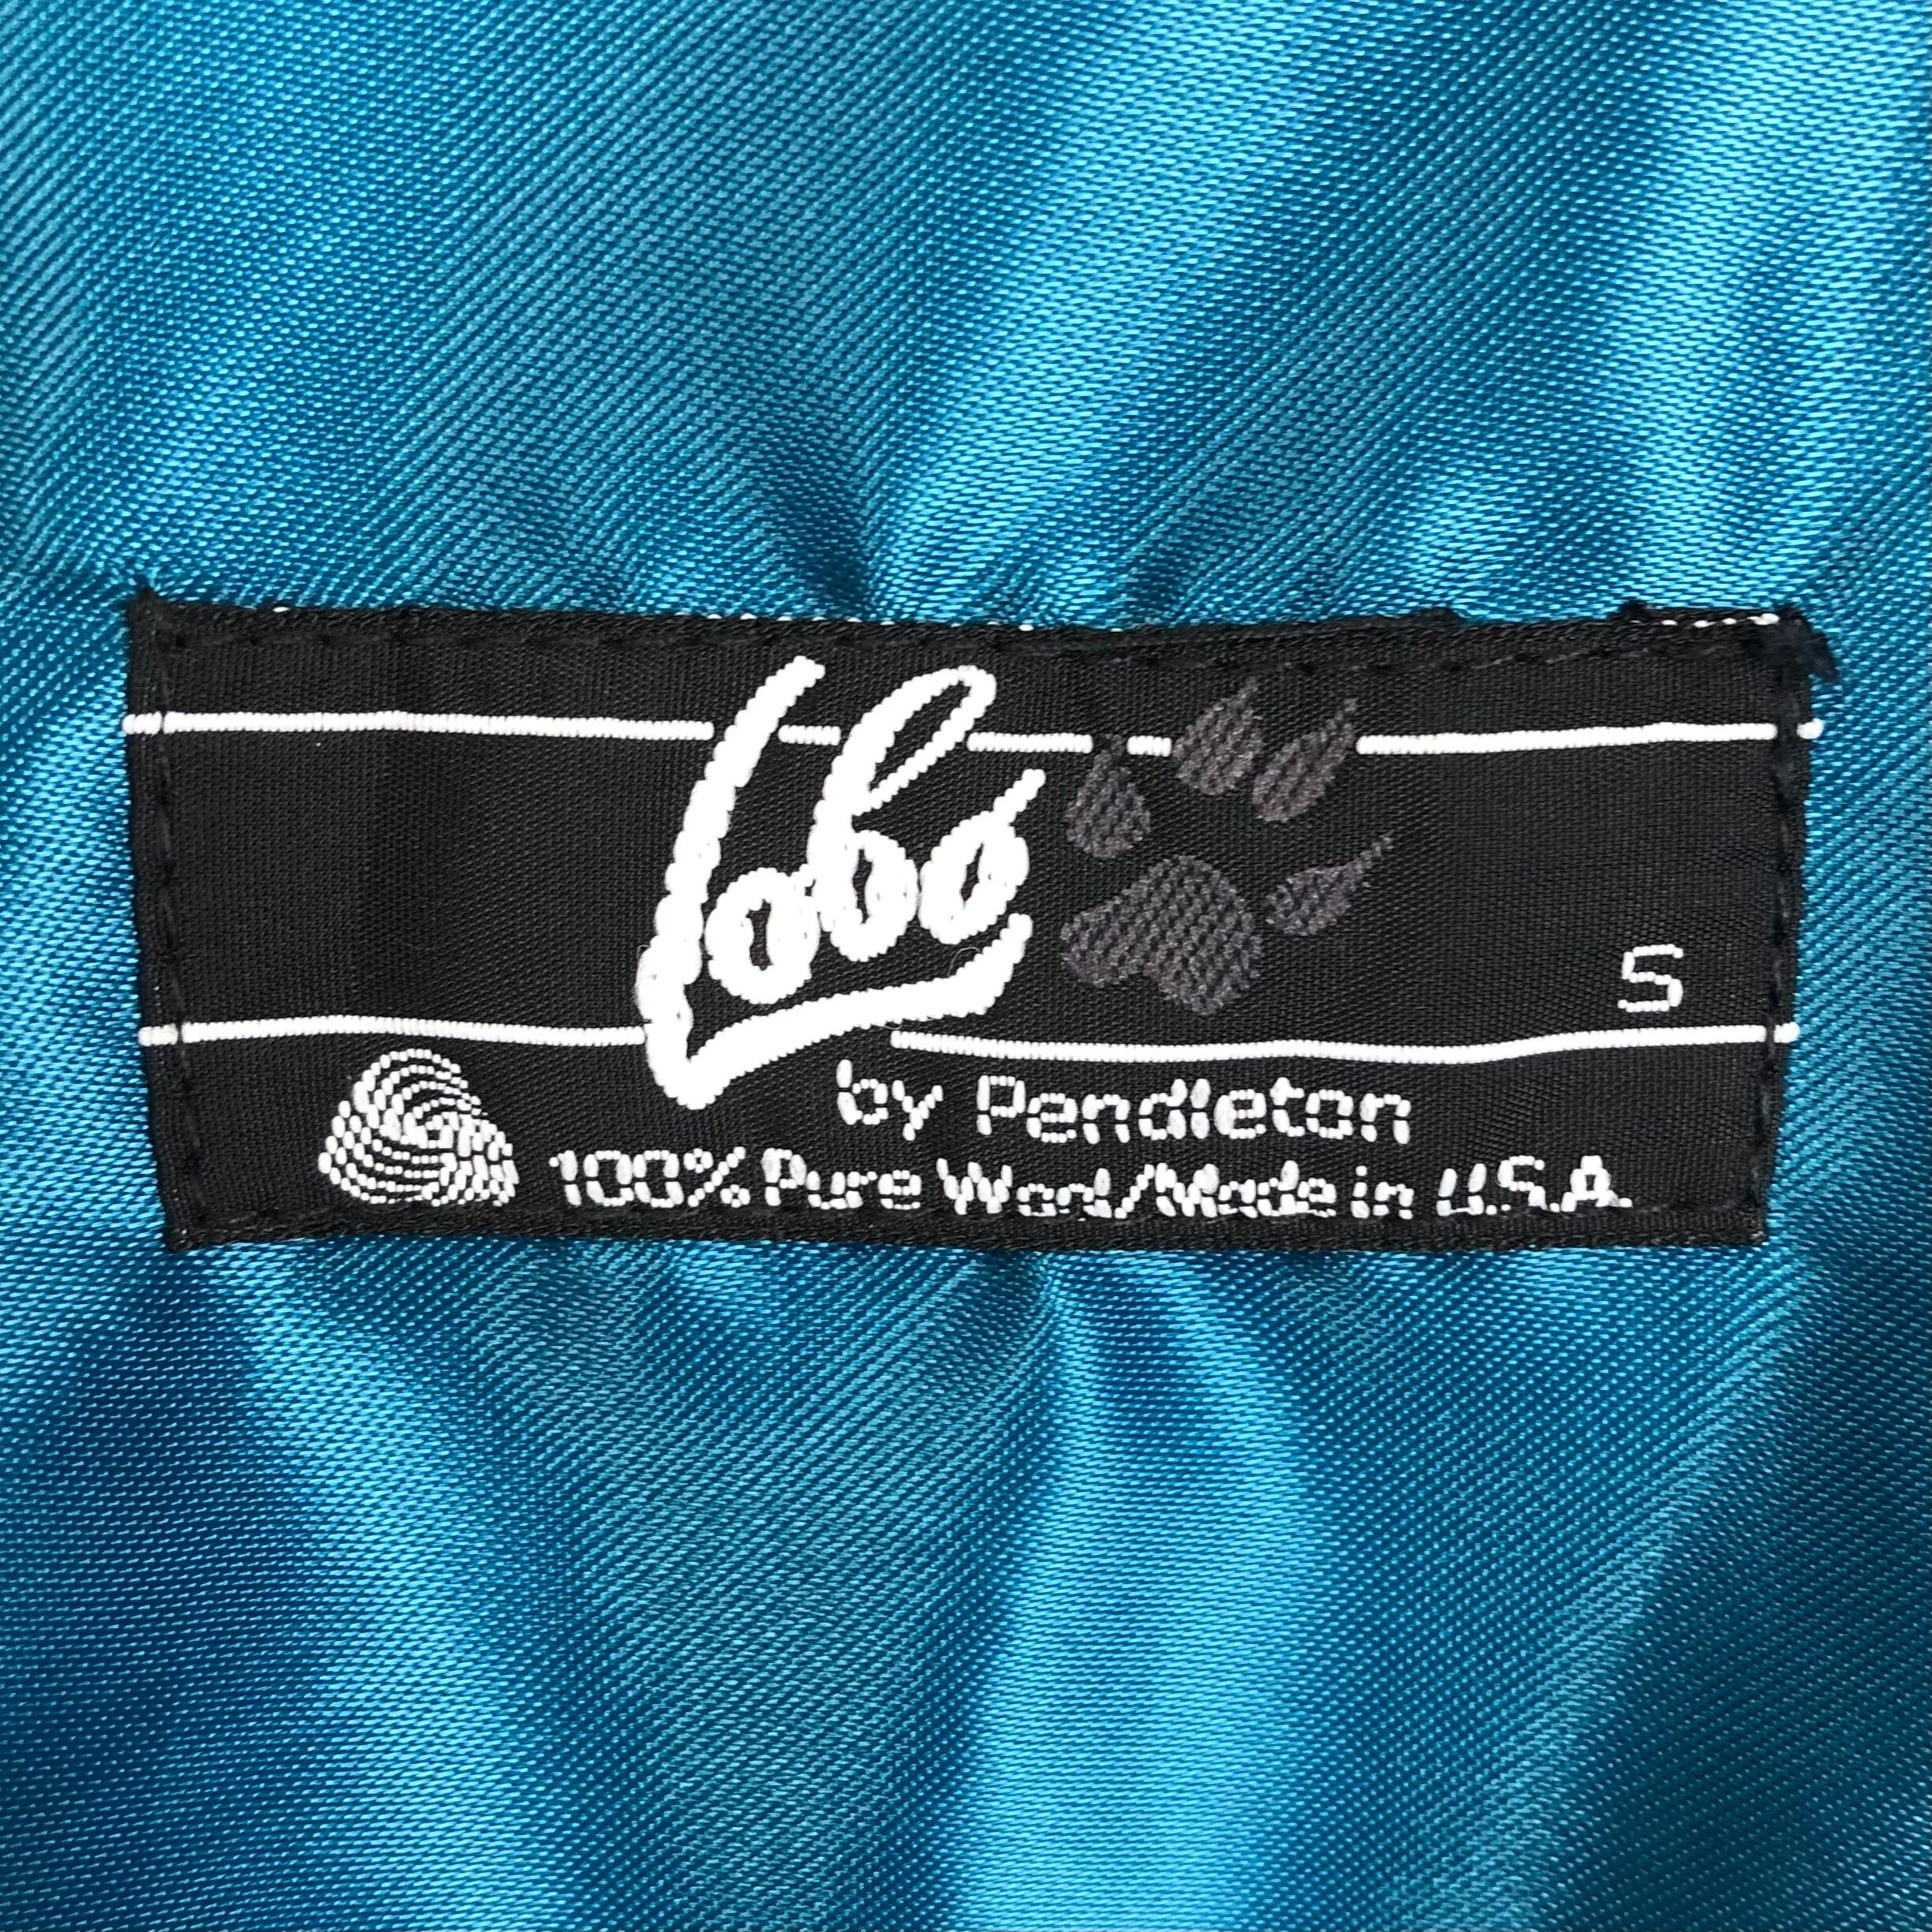 lobo
S
by Pendleton
100% Pure Wool/Made in U.S.A.